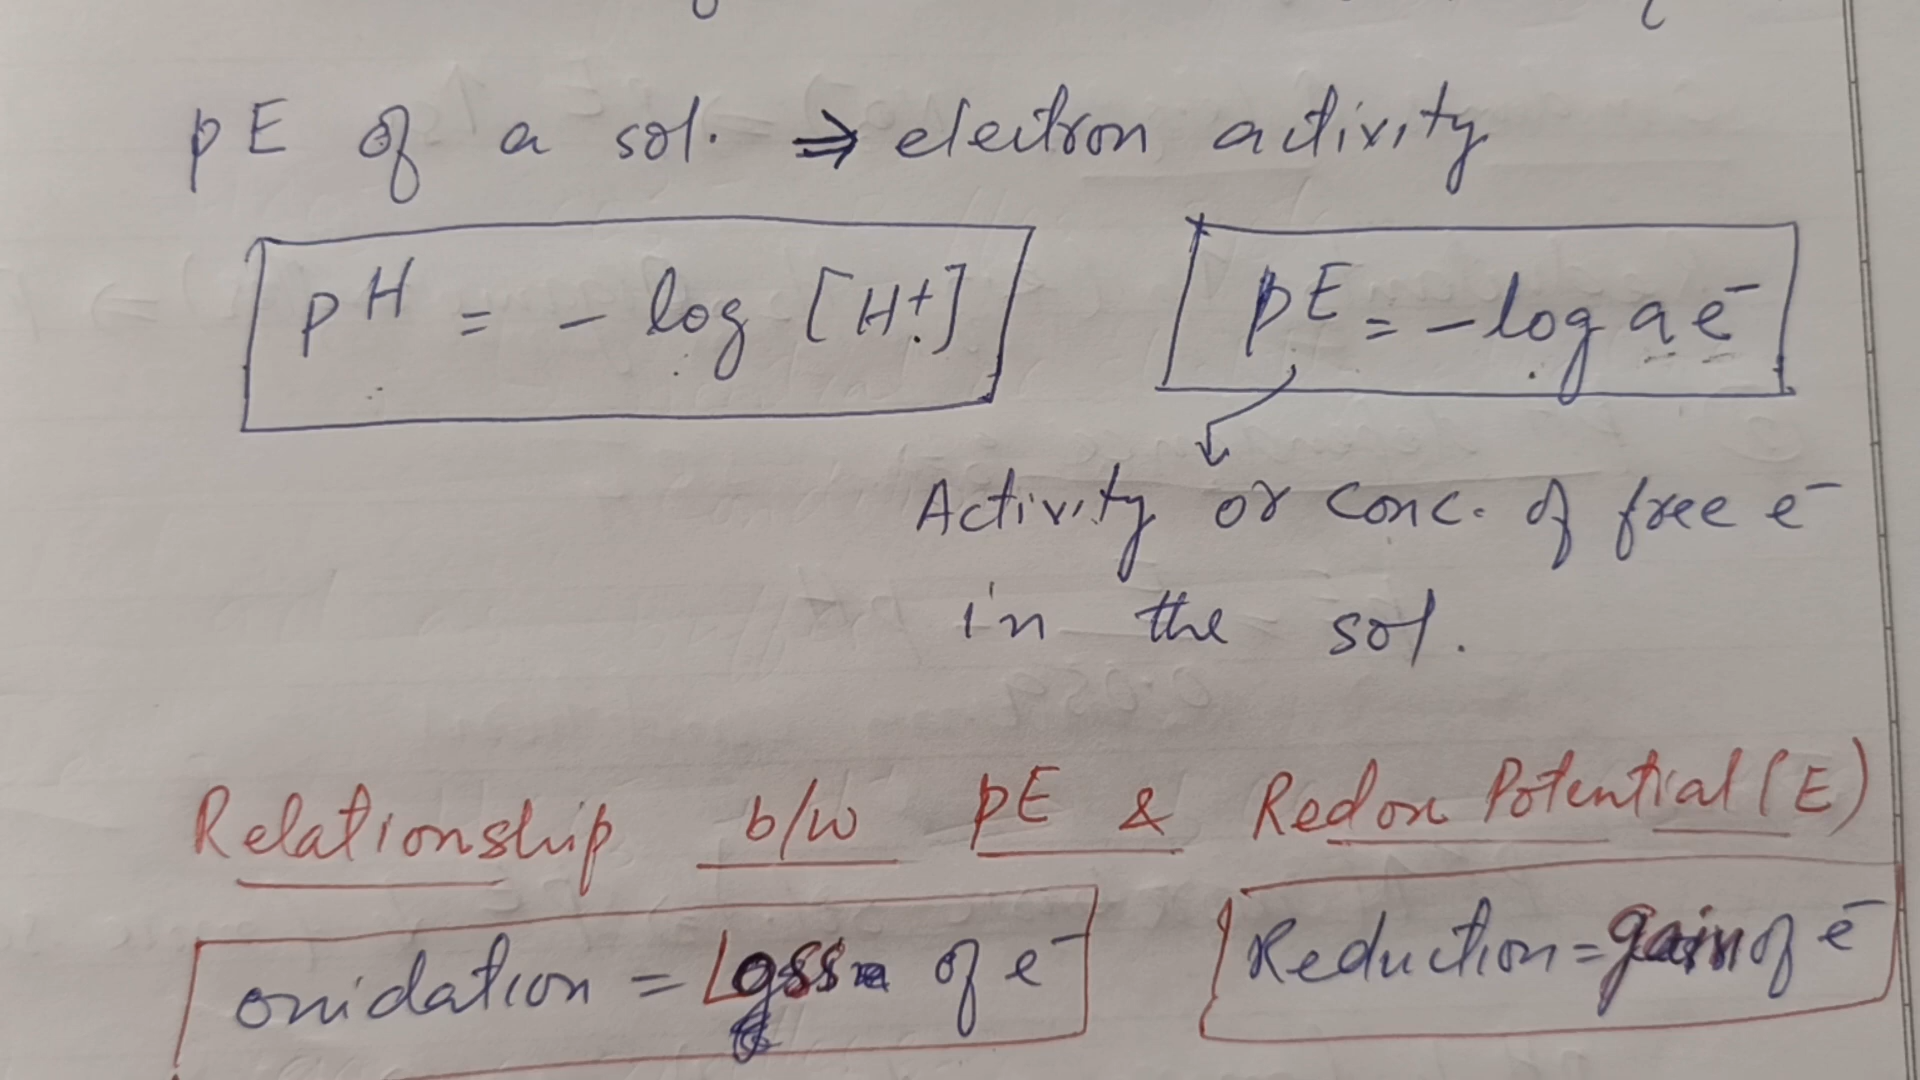 pE of a sol. ⇒ electron activity
pH = - log [H+] pE = - log a e-
Activity or conc. of free e-
in the sol.
Relationship b/w pE & Redox Potential (E)
oxidation = Loss of e- Reduction = gain of e-